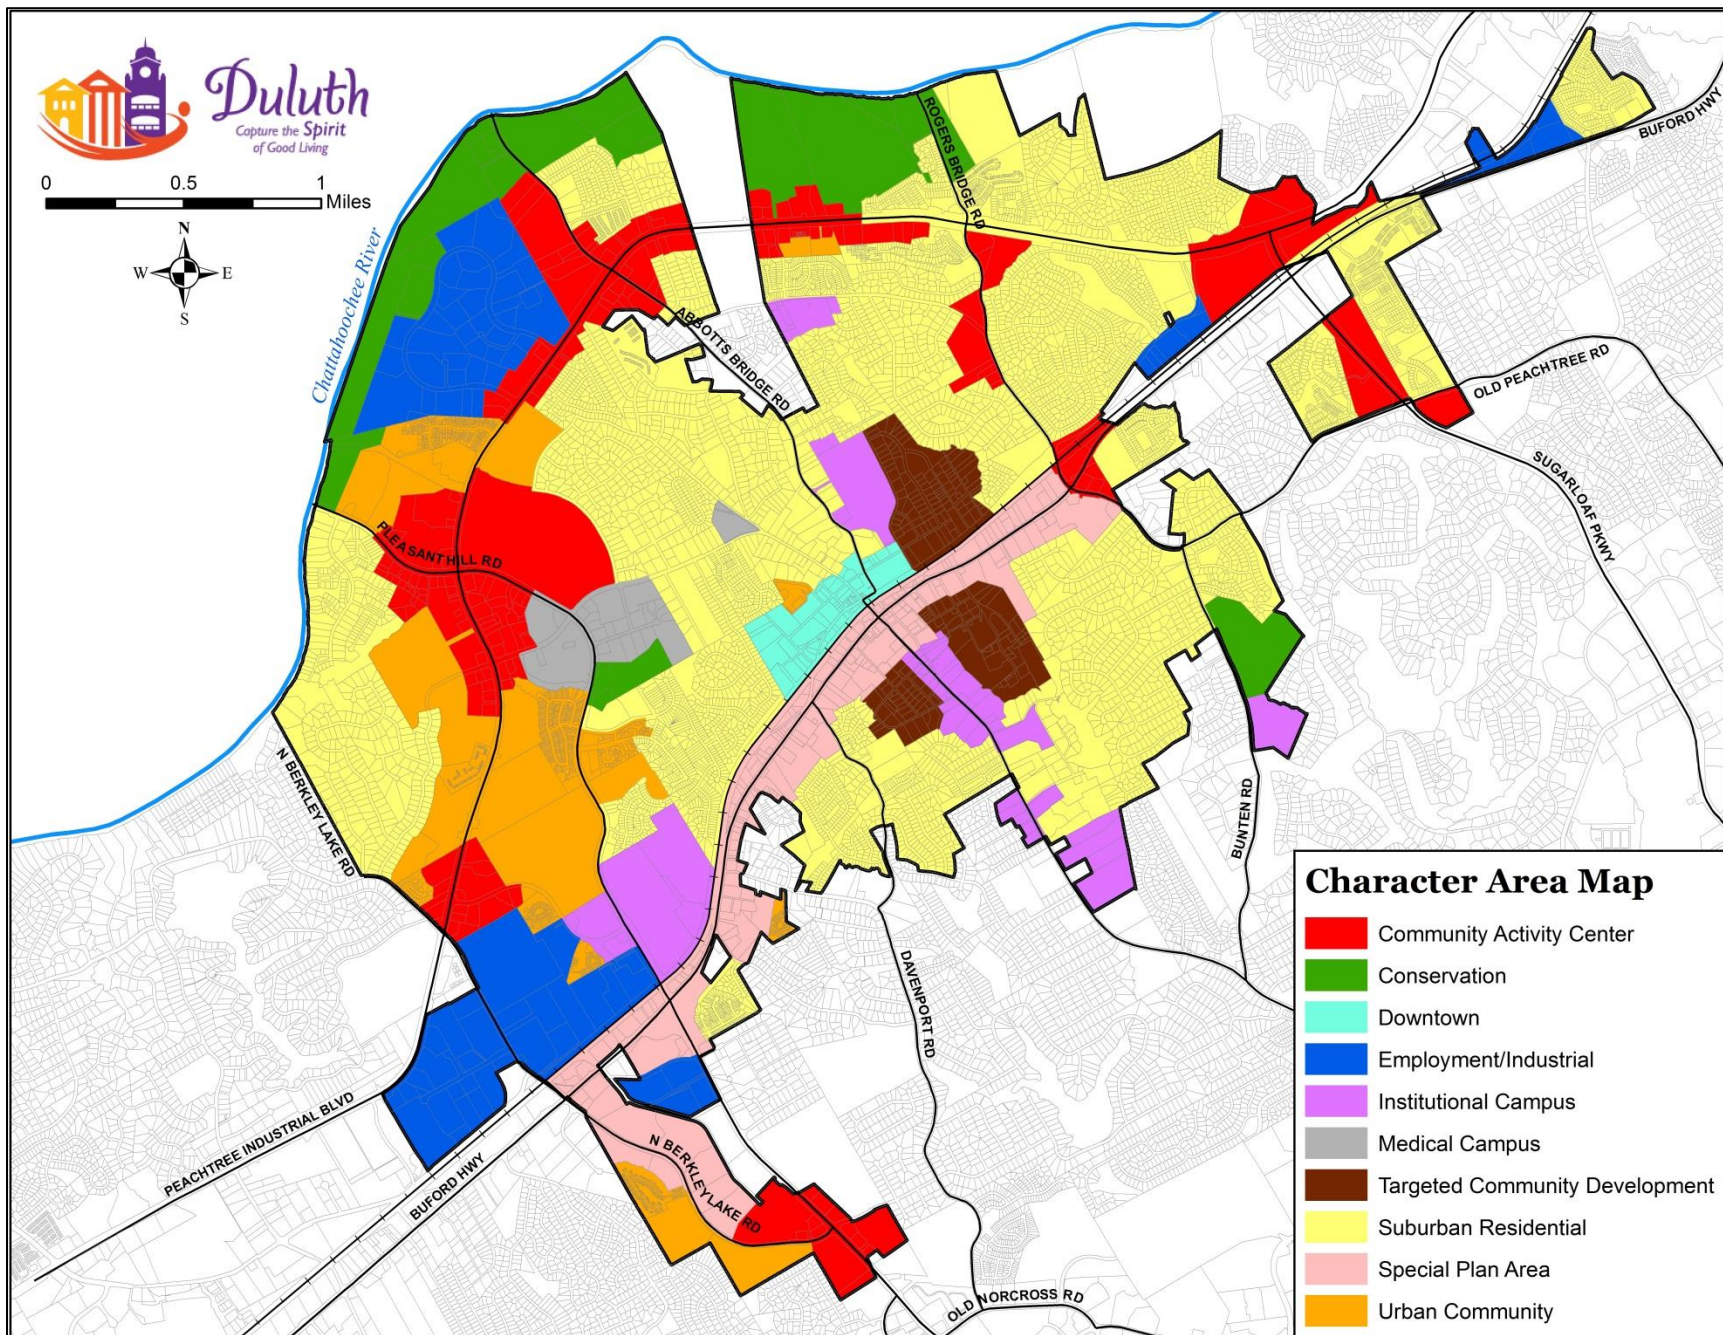 Duluth
Capture the Spirit
of Good Living
0 0.5 1
Miles
N
W E
S
Chattahoochee River
ROGERS BRIDGE RD
BUFORD HWY
ABBOTTS BRIDGE RD
OLD PEACHTREE RD
SUGARLOAF PKWY
PLEASANT HILL RD
N BERKLEY LAKE RD
BUNTEN RD
DAVENPORT RD
PEACHTREE INDUSTRIAL BLVD
BUFORD HWY
N BERKLEY LAKE RD
OLD NORCROSS RD
Character Area Map
Community Activity Center
Conservation
Downtown
Employment/Industrial
Institutional Campus
Medical Campus
Targeted Community Development
Suburban Residential
Special Plan Area
Urban Community